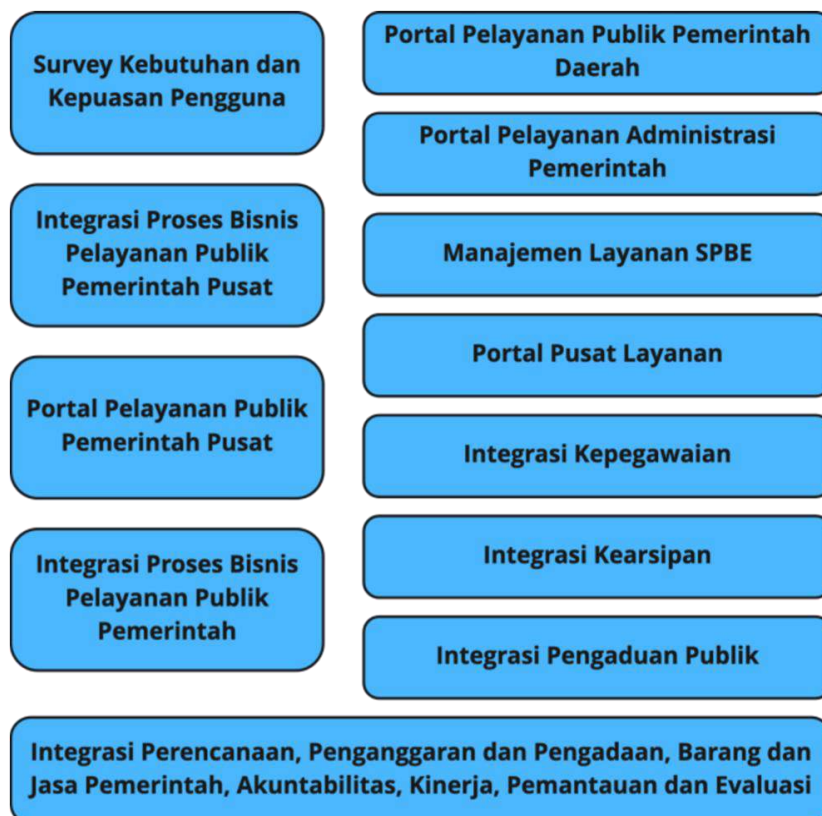 Survey Kebutuhan dan
Kepuasan Pengguna
Integrasi Proses Bisnis
Pelayanan Publik
Pemerintah Pusat
Portal Pelayanan Publik
Pemerintah Pusat
Integrasi Proses Bisnis
Pelayanan Publik
Pemerintah
Portal Pelayanan Publik Pemerintah
Daerah
Portal Pelayanan Administrasi
Pemerintah
Manajemen Layanan SPBE
Portal Pusat Layanan
Integrasi Kepegawaian
Integrasi Kearsipan
Integrasi Pengaduan Publik
Integrasi Perencanaan, Penganggaran dan Pengadaan, Barang dan
Jasa Pemerintah, Akuntabilitas, Kinerja, Pemantauan dan Evaluasi